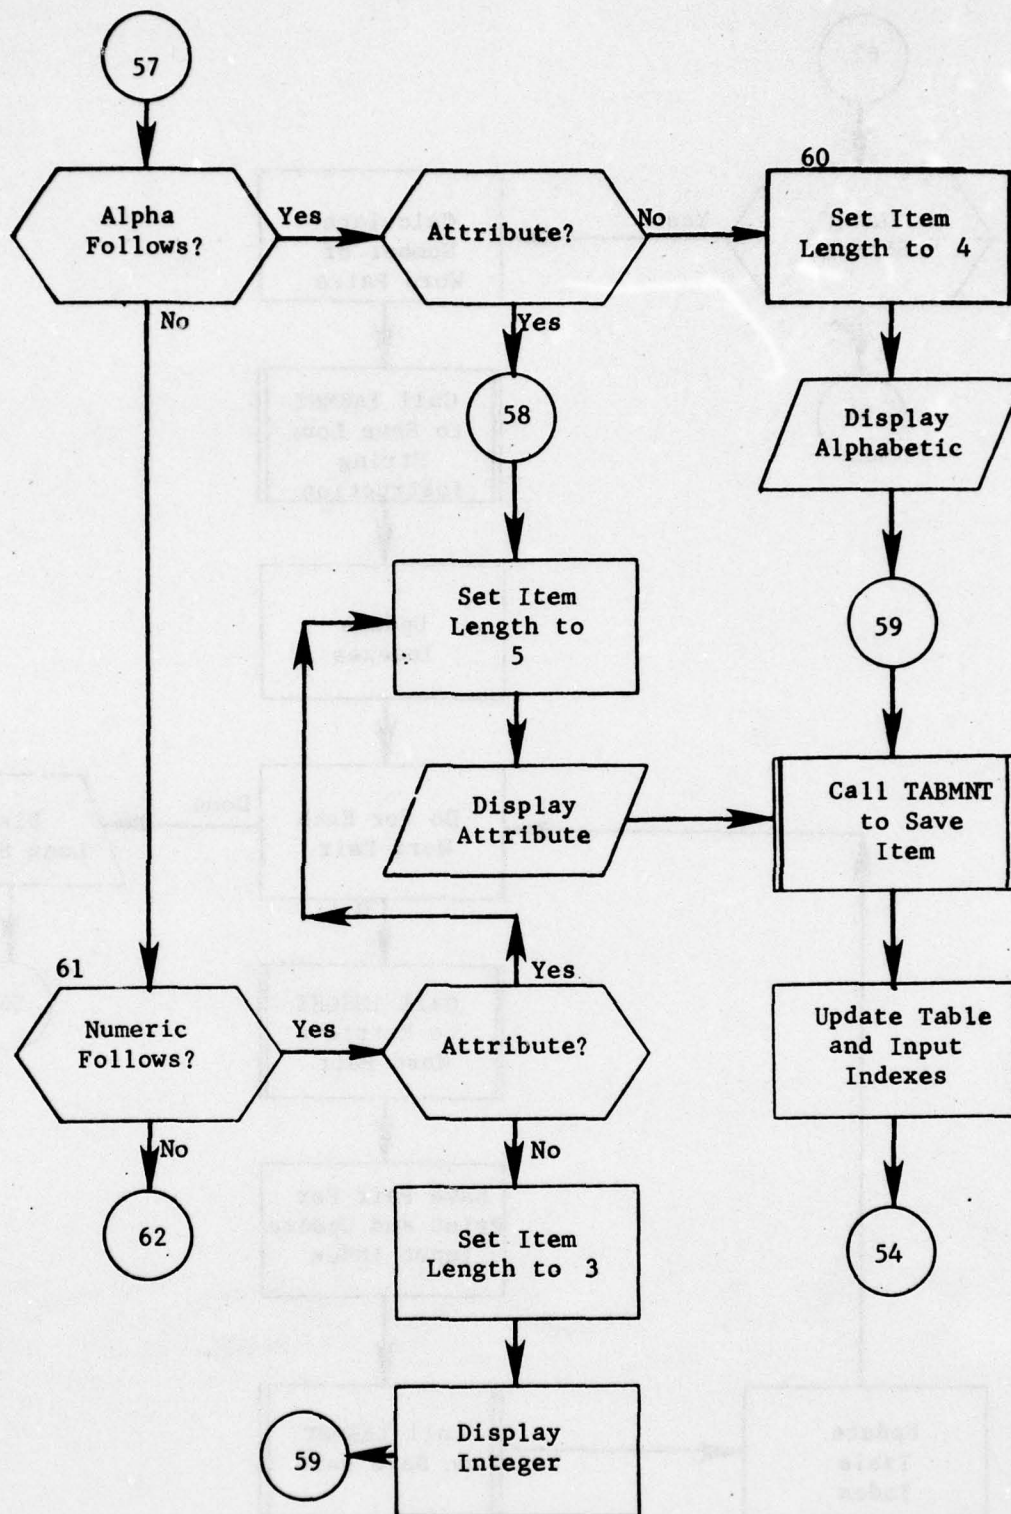 57
Alpha
Follows?
Yes
Attribute?
No
60
Set Item
Length to 4
No
Yes
58
Display
Alphabetic
Set Item
Length to
5
59
Display
Attribute
Call TABMNT
to Save
Item
61
Numeric
Follows?
Yes
Attribute?
Yes
Update Table
and Input
Indexes
No
62
No
Set Item
Length to 3
54
Display
Integer
59